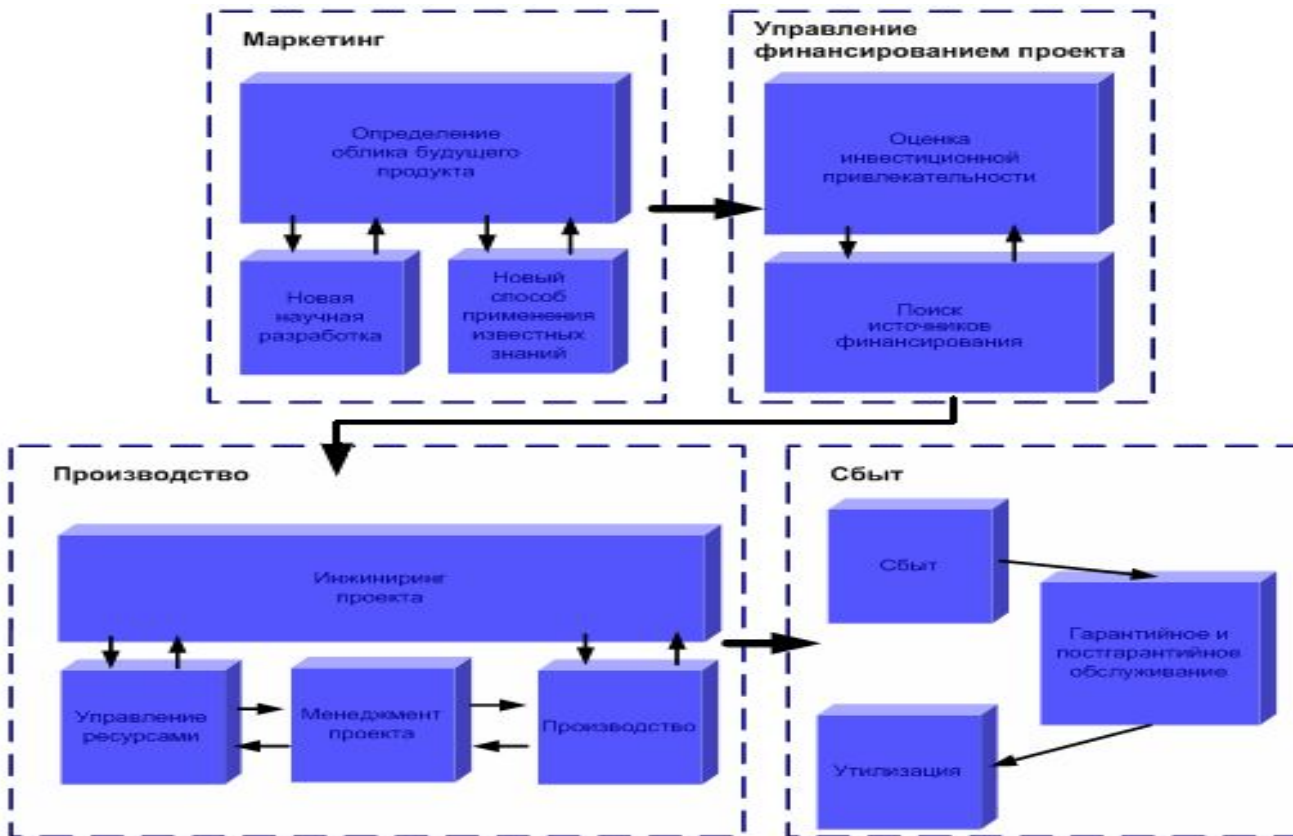 Маркетинг
Определение
облика будущего
продукта
Новая
научная
разработка
Новый
способ
применения
известных
знаний
Управление
финансированием проекта
Оценка
инвестиционной
привлекательности
Поиск
источников
финансирования
Производство
Инжиниринг
проекта
Управление
ресурсами
Менеджмент
проекта
Производство
Сбыт
Сбыт
Гарантийное и
постгарантийное
обслуживание
Утилизация